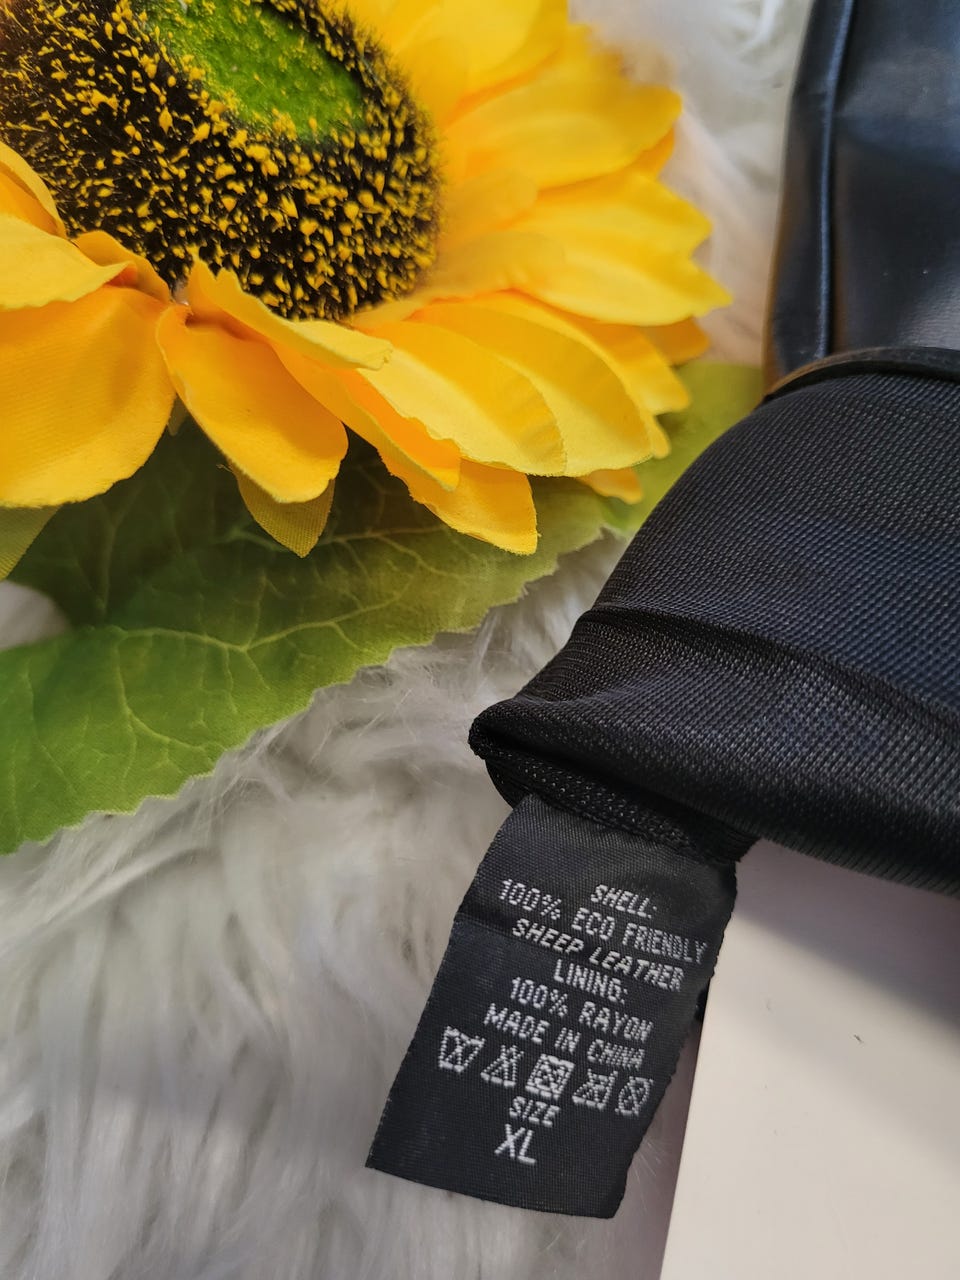 SHELL:
100% ECO FRIENDLY
SHEEP LEATHER
LINING:
100% RAYON
MADE IN CHINA
SIZE
XL